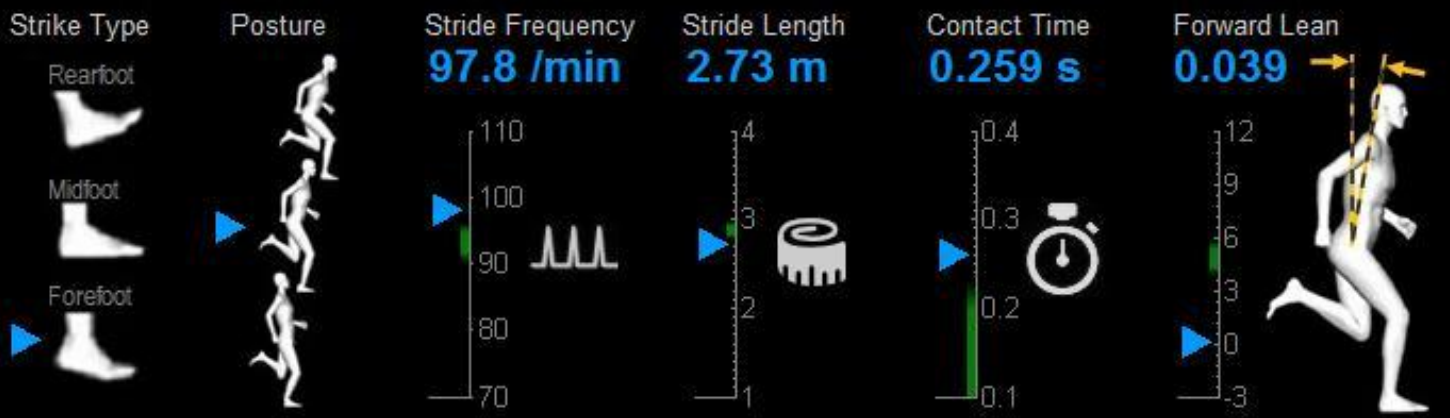 Strike Type
Rearfoot
Midfoot
Forefoot
Posture
Stride Frequency
97.8 /min
110
100
90
80
70
Stride Length
2.73 m
4
3
2
1
Contact Time
0.259 s
0.4
0.3
0.2
0.1
Forward Lean
0.039
12
9
6
3
0
-3